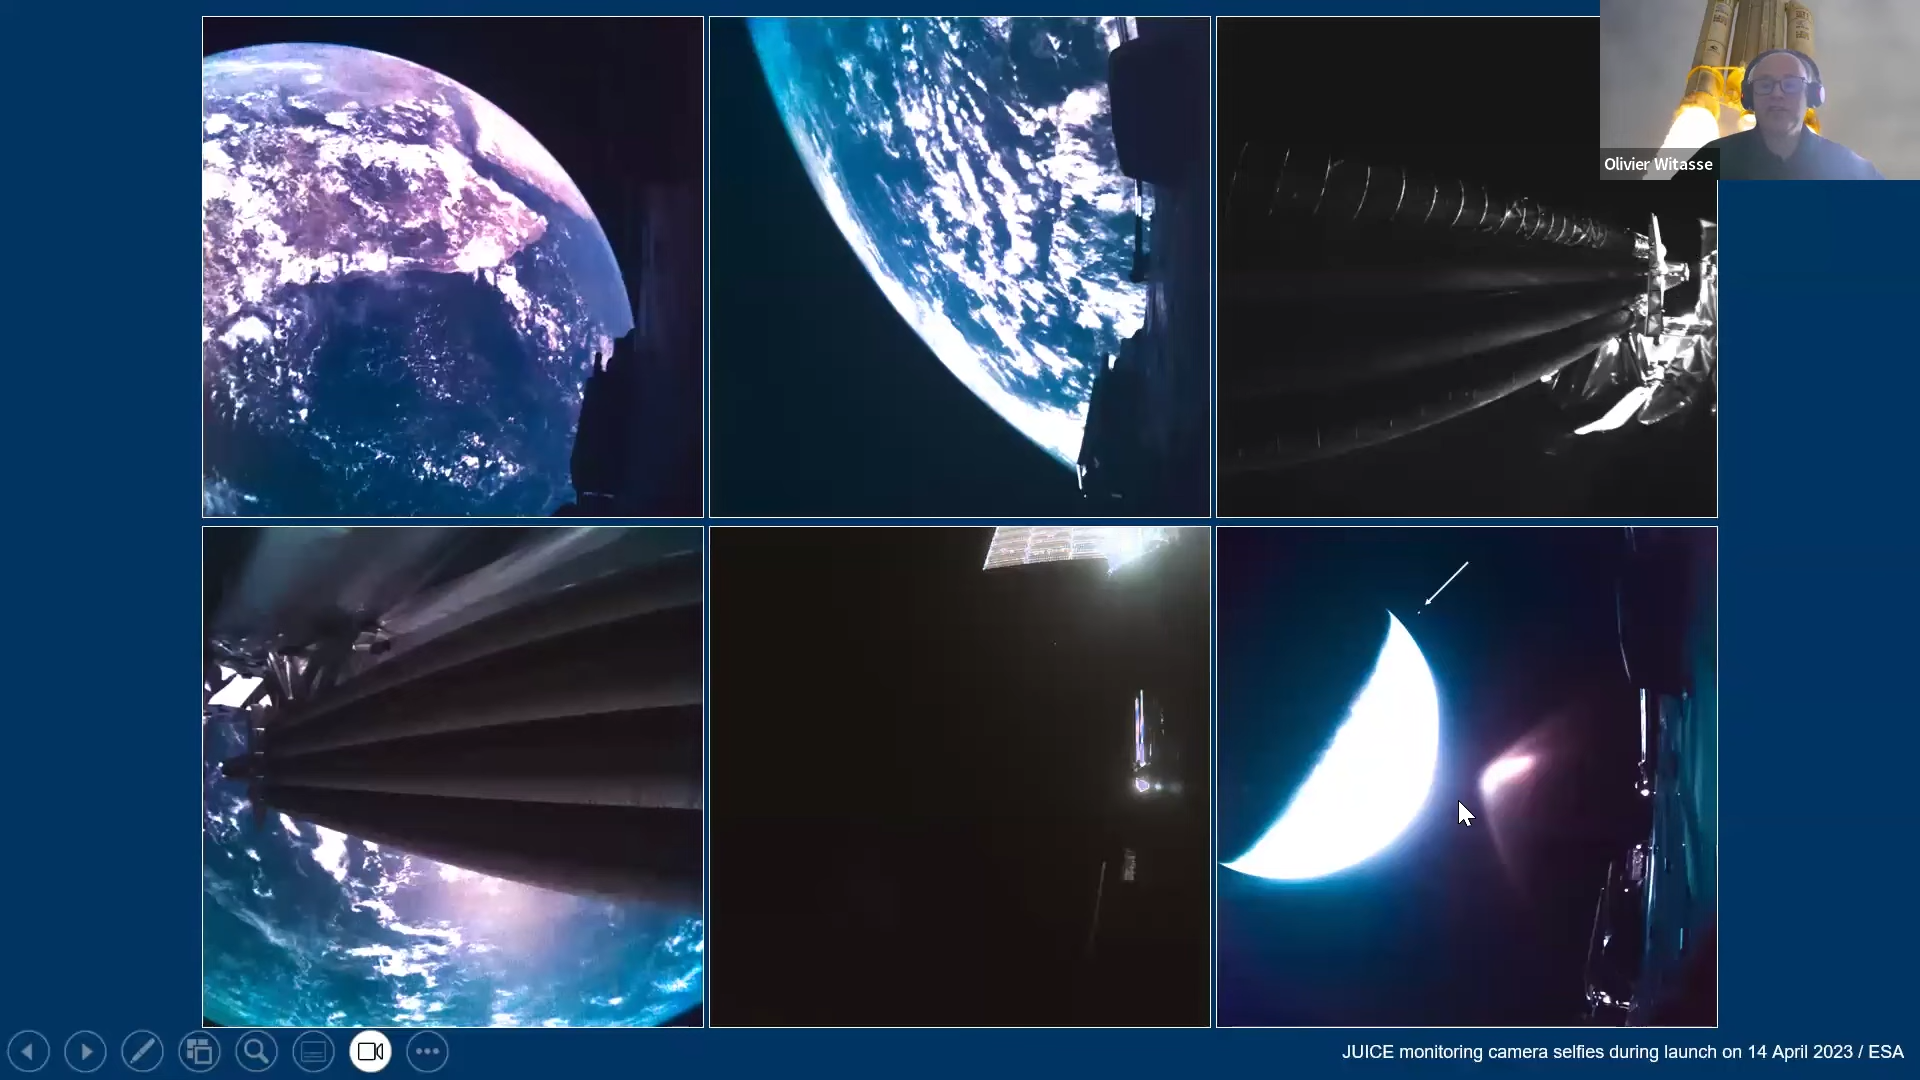 Olivier Witasse
JUICE monitoring camera selfies during launch on 14 April 2023 / ESA